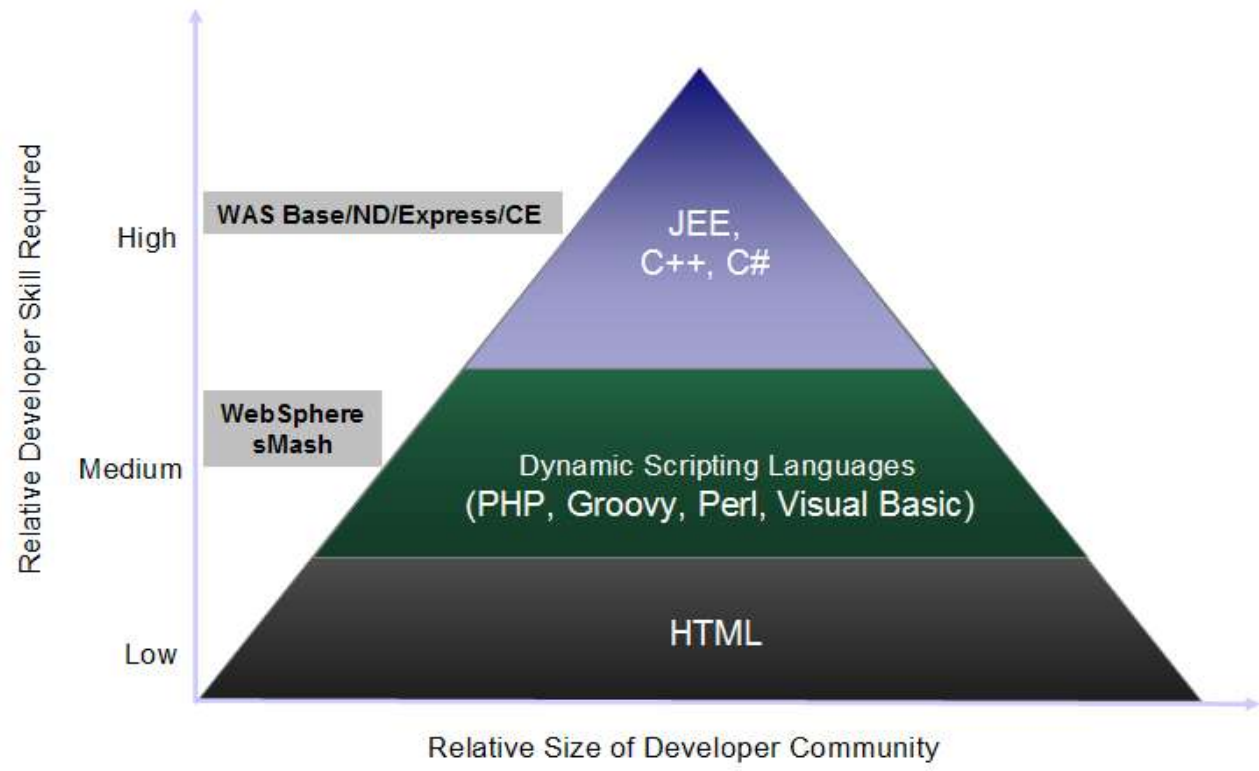 Relative Developer Skill Required
High
Medium
Low
WAS Base/ND/Express/CE
WebSphere
sMash
JEE,
C++, C#
Dynamic Scripting Languages
(PHP, Groovy, Perl, Visual Basic)
HTML
Relative Size of Developer Community